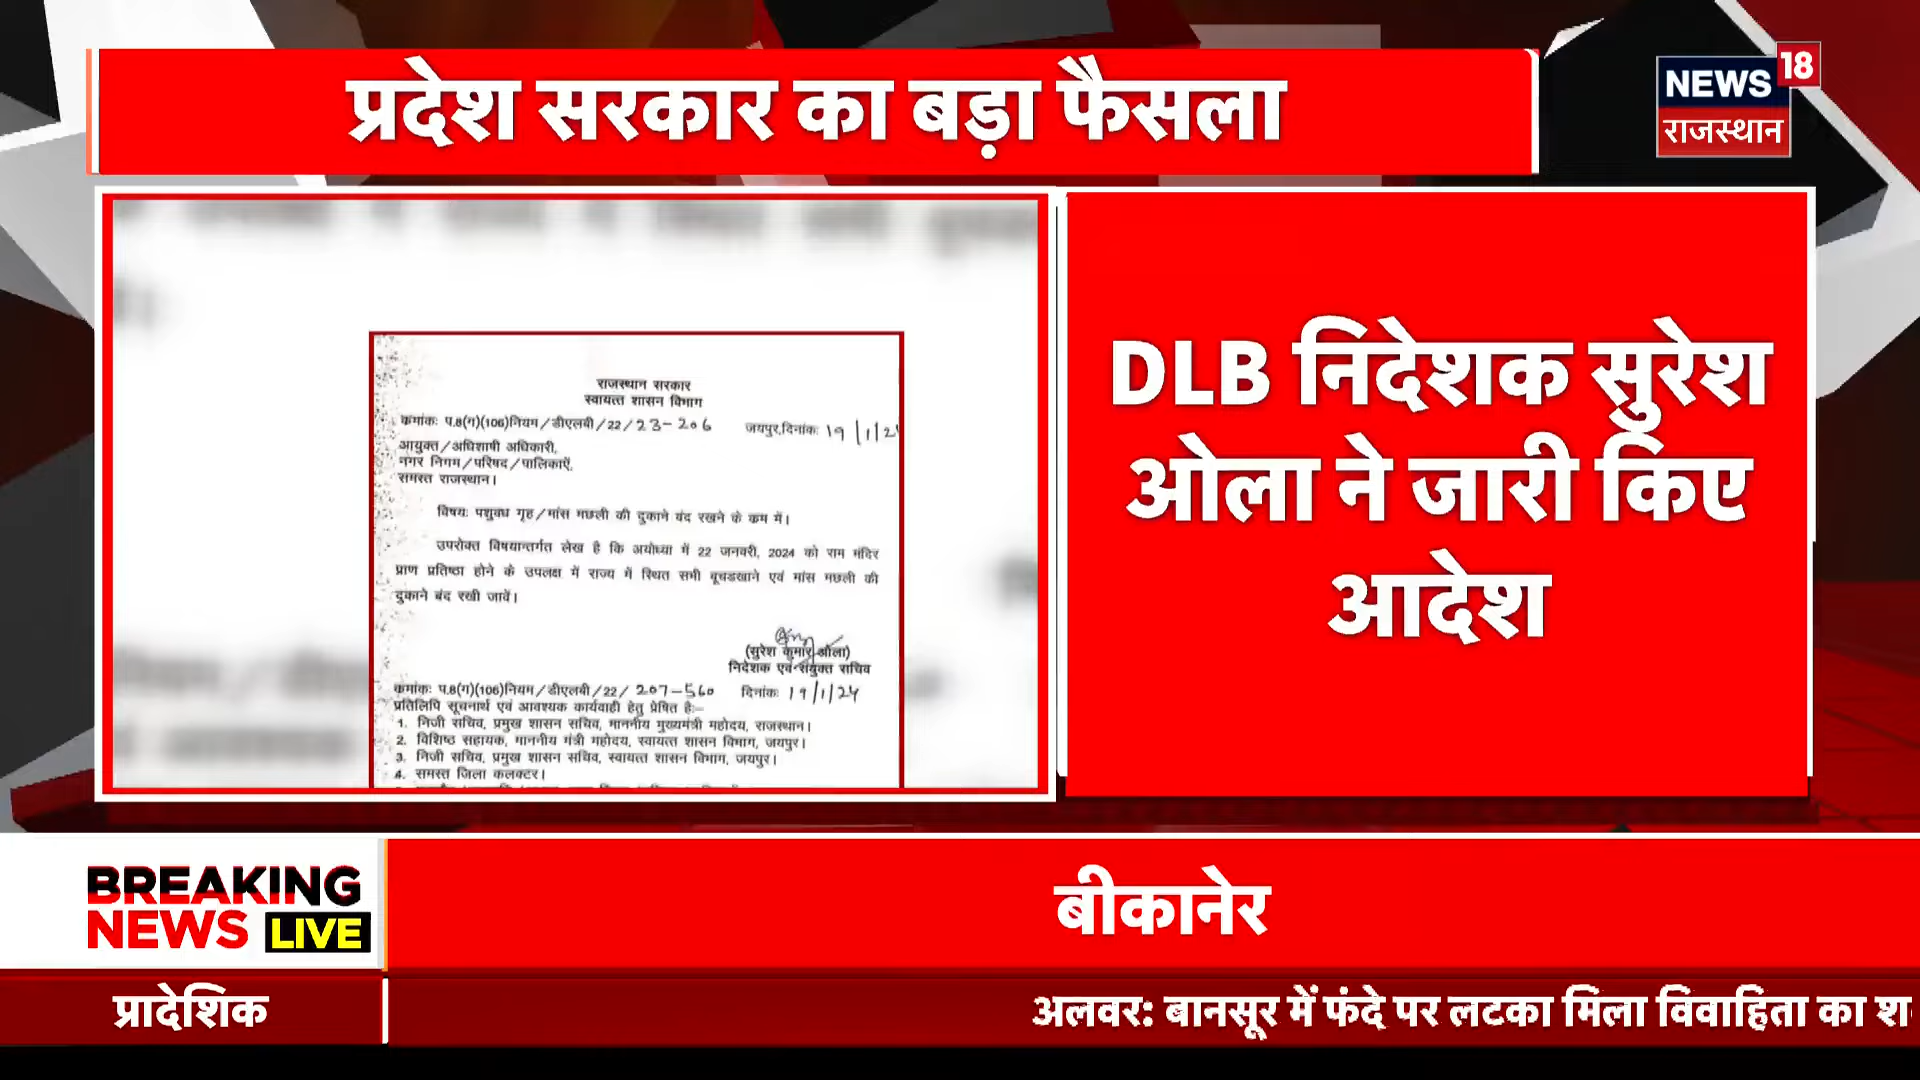 प्रदेश सरकार का बड़ा फैसला
NEWS 18
राजस्थान
राजस्थान सरकार
स्वायत्त शासन विभाग
कमांकः प.8(ग)(106)नियम/डीएलबी/22/23-206 जयपुर,दिनांकः 19/1/2
आयुक्त/अधिशाषी अधिकारी,
नगर निगम/परिषद/पालिकाऐं,
समस्त राजस्थान।
विषयः पशुवध गृह/मांस मछली की दुकाने बंद रखने के कम में।
उपरोक्त विषयान्तर्गत लेख है कि अयोध्या में 22 जनवरी, 2024 को राम मंदिर
प्राण प्रतिष्ठा होने के उपलक्ष में राज्य में स्थित सभी बूचडखाने एवं मांस मछली की
दुकाने बंद रखी जावें।
(सुरेश कुमार ओला)
निदेशक एवं संयुक्त सचिव
कमांकः प.8(ग)(106)नियम/डीएलबी/22/ 207-560 दिनांकः 19/1/24
प्रतिलिपि सूचनार्थ एवं आवश्यक कार्यवाही हेतु प्रेषित हैः-
1. निजी सचिव, प्रमुख शासन सचिव, माननीय मुख्यमंत्री महोदय, राजस्थान।
2. विशिष्ठ सहायक, माननीय मंत्री महोदय, स्वायत्त शासन विभाग, जयपुर।
3. निजी सचिव, प्रमुख शासन सचिव, स्वायत्त शासन विभाग, जयपुर।
4. समस्त जिला कलक्टर।
DLB निदेशक सुरेश
ओला ने जारी किए
आदेश
BREAKING
NEWS LIVE
बीकानेर
प्रादेशिक
अलवर: बानसूर में फंदे पर लटका मिला विवाहिता का श